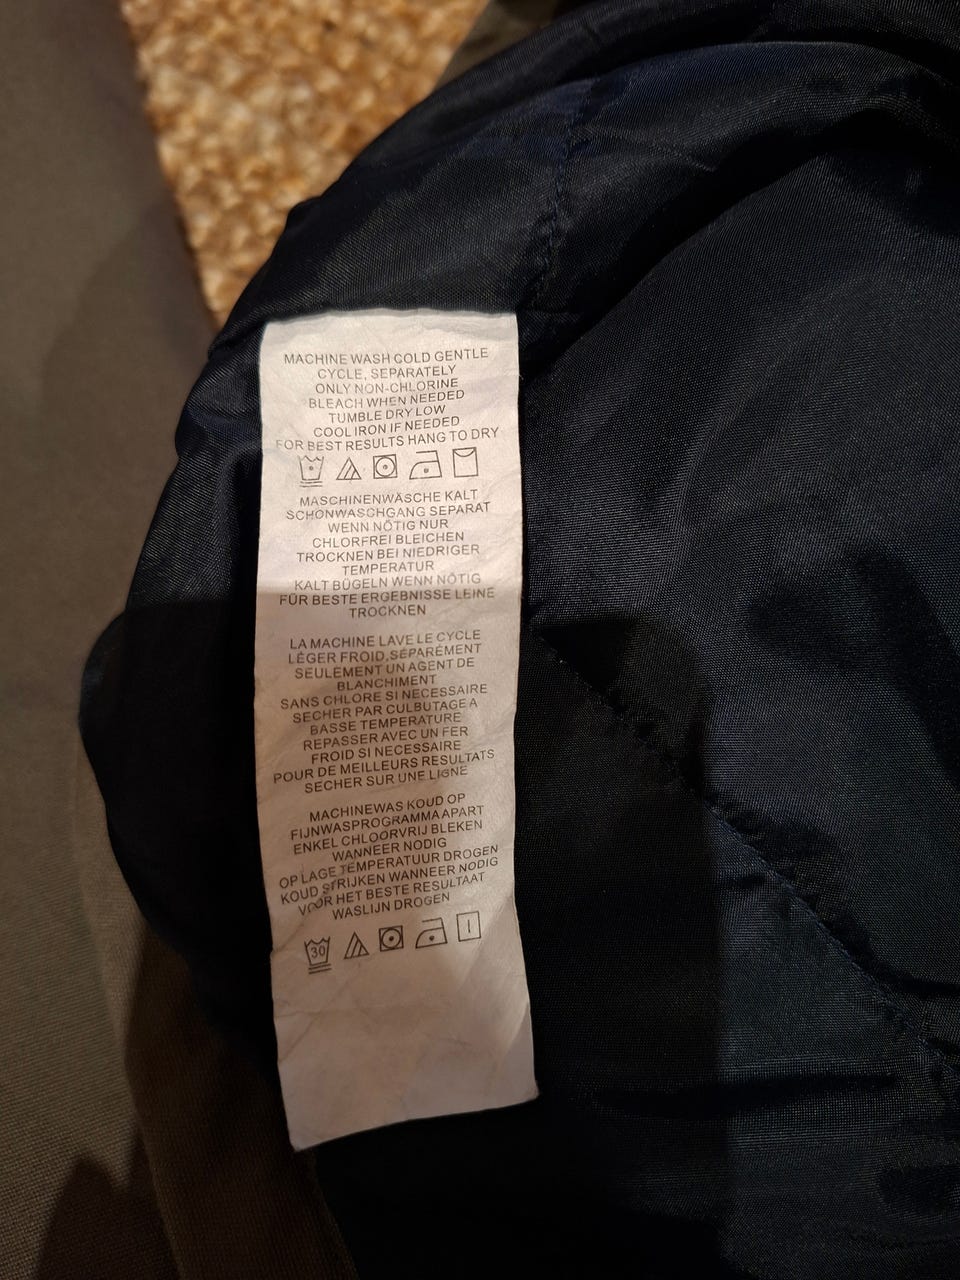 MACHINE WASH COLD GENTLE
CYCLE, SEPARATELY
ONLY NON-CHLORINE
BLEACH WHEN NEEDED
TUMBLE DRY LOW
COOL IRON IF NEEDED
FOR BEST RESULTS HANG TO DRY
MASCHINENWÄSCHE KALT
SCHONWASCHGANG SEPARAT
WENN NÖTIG NUR
CHLORFREI BLEICHEN
TROCKNEN BEI NIEDRIGER
TEMPERATUR
KALT BÜGELN WENN NÖTIG
FÜR BESTE ERGEBNISSE LEINE
TROCKNEN
LA MACHINE LAVE LE CYCLE
LÉGER FROID,SÉPARÉMENT
SEULEMENT UN AGENT DE
BLANCHIMENT
SANS CHLORE SI NECESSAIRE
SECHER PAR CULBUTAGE A
BASSE TEMPERATURE
REPASSER AVEC UN FER
FROID SI NECESSAIRE
POUR DE MEILLEURS RESULTATS
SECHER SUR UNE LIGNE
MACHINEWAS KOUD OP
FIJNWASPROGRAMMA APART
ENKEL CHLOORVRIJ BLEKEN
WANNEER NODIG
OP LAGE TEMPERATUUR DROGEN
KOUD STRIJKEN WANNEER NODIG
VOOR HET BESTE RESULTAAT
WASLIJN DROGEN
30